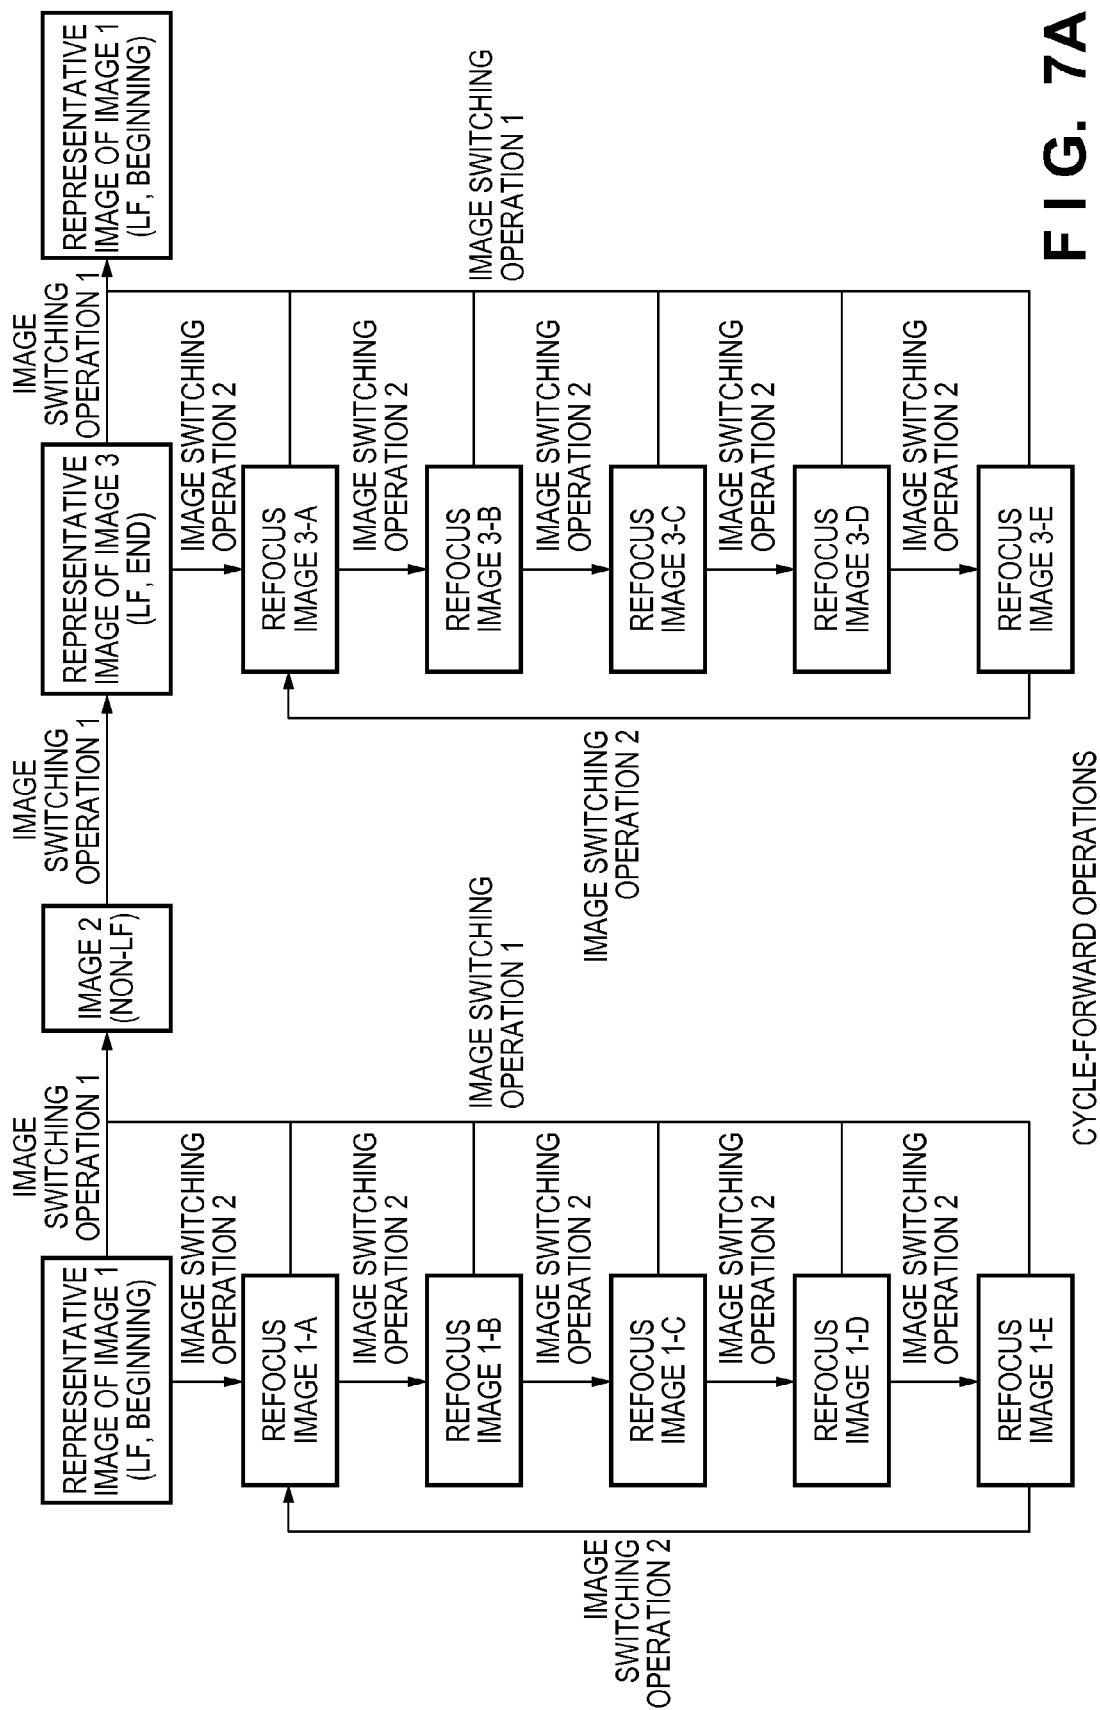 REPRESENTATIVE
IMAGE OF IMAGE 1
(LF, BEGINNING)
IMAGE
SWITCHING
OPERATION 1
IMAGE 2
(NON-LF)
IMAGE
SWITCHING
OPERATION 1
REPRESENTATIVE
IMAGE OF IMAGE 3
(LF, END)
IMAGE
SWITCHING
OPERATION 1
REPRESENTATIVE
IMAGE OF IMAGE 1
(LF, BEGINNING)
IMAGE SWITCHING
OPERATION 2
REFOCUS
IMAGE 1-A
IMAGE SWITCHING
OPERATION 2
REFOCUS
IMAGE 1-B
IMAGE SWITCHING
OPERATION 2
REFOCUS
IMAGE 1-C
IMAGE SWITCHING
OPERATION 2
REFOCUS
IMAGE 1-D
IMAGE SWITCHING
OPERATION 2
REFOCUS
IMAGE 1-E
IMAGE
SWITCHING
OPERATION 2
IMAGE SWITCHING
OPERATION 1
IMAGE SWITCHING
OPERATION 2
REFOCUS
IMAGE 3-A
IMAGE SWITCHING
OPERATION 2
REFOCUS
IMAGE 3-B
IMAGE SWITCHING
OPERATION 2
REFOCUS
IMAGE 3-C
IMAGE SWITCHING
OPERATION 2
REFOCUS
IMAGE 3-D
IMAGE SWITCHING
OPERATION 2
REFOCUS
IMAGE 3-E
IMAGE SWITCHING
OPERATION 2
IMAGE SWITCHING
OPERATION 1
CYCLE-FORWARD OPERATIONS
FIG. 7A